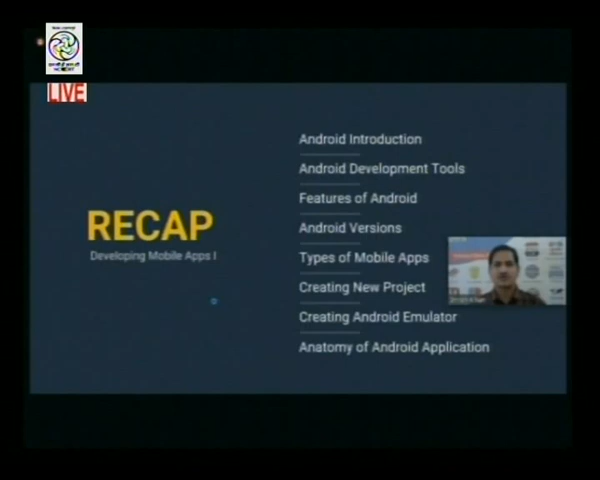 LIVE
RECAP
Developing Mobile Apps I
Android Introduction
Android Development Tools
Features of Android
Android Versions
Types of Mobile Apps
Creating New Project
Creating Android Emulator
Anatomy of Android Application